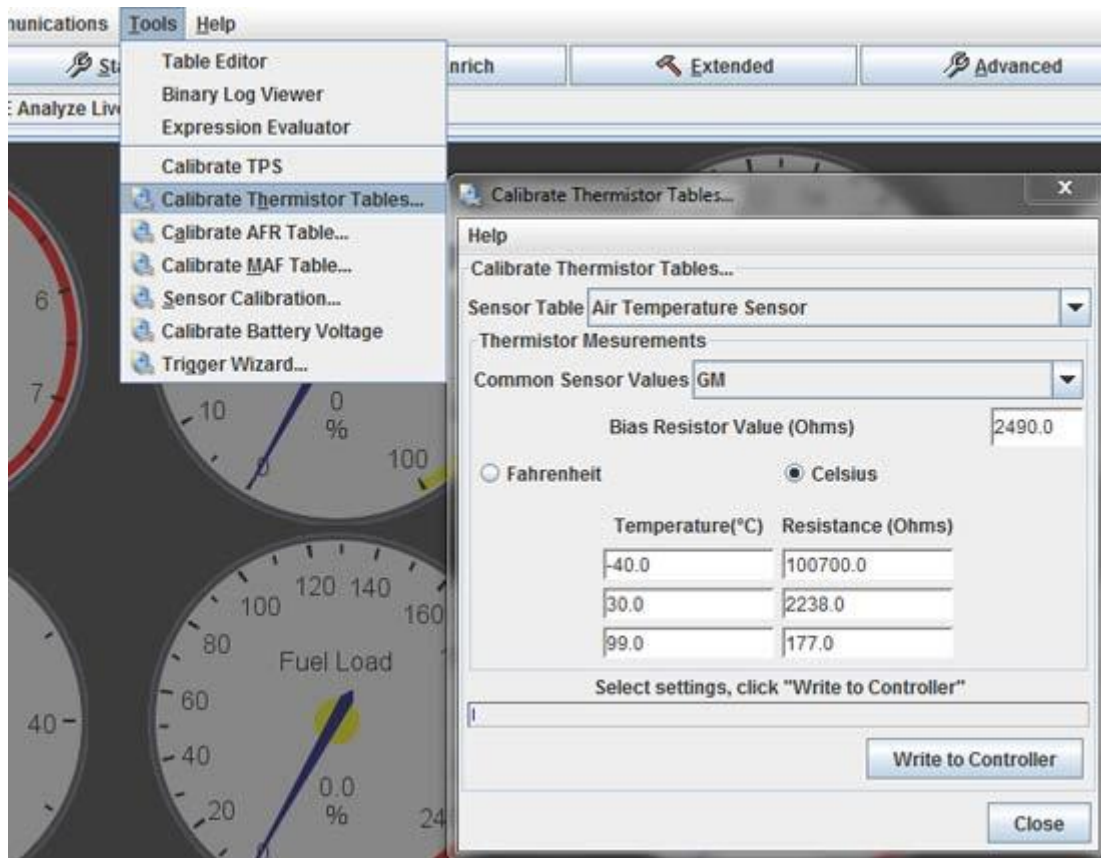 nunications Tools Help
Sta
nrich
Extended
Advanced
E Analyze Liv
Table Editor
Binary Log Viewer
Expression Evaluator
Calibrate TPS
Calibrate Thermistor Tables...
Calibrate AFR Table...
Calibrate MAF Table...
Sensor Calibration...
Calibrate Battery Voltage
Trigger Wizard...
Calibrate Thermistor Tables...
x
Help
Calibrate Thermistor Tables...
Sensor Table Air Temperature Sensor
Thermistor Mesurements
Common Sensor Values GM
Bias Resistor Value (Ohms) 2490.0
Fahrenheit Celsius
Temperature(°C) Resistance (Ohms)
-40.0 100700.0
30.0 2238.0
99.0 177.0
Select settings, click "Write to Controller"
Write to Controller
Close
6
7
10
0
%
0
100
40
120 140
100 160
80
Fuel Load
60
40
0.0
20 % 24
0